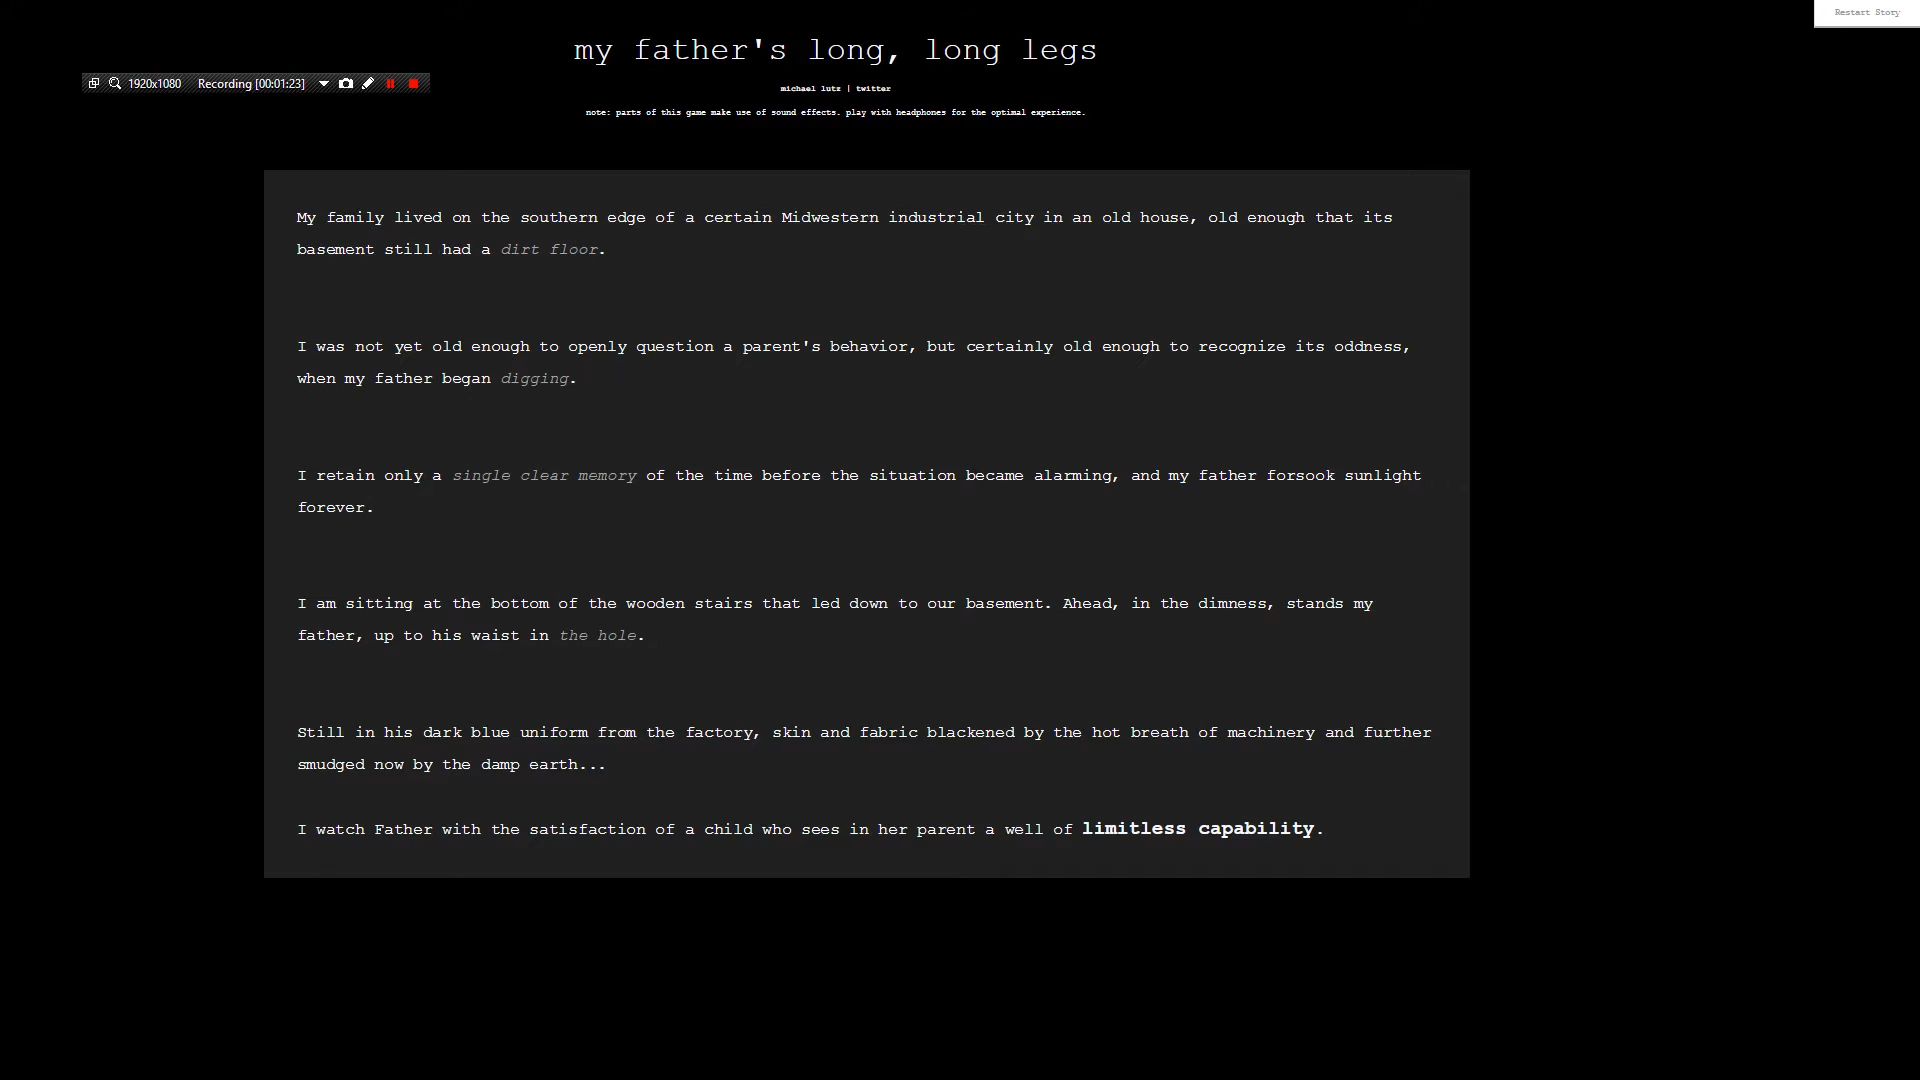 Restart Story
my father's long, long legs
1920x1080 Recording [00:01:23]
michael lutz | twitter
note: parts of this game make use of sound effects. play with headphones for the optimal experience.
My family lived on the southern edge of a certain Midwestern industrial city in an old house, old enough that its
basement still had a dirt floor.
I was not yet old enough to openly question a parent's behavior, but certainly old enough to recognize its oddness,
when my father began digging.
I retain only a single clear memory of the time before the situation became alarming, and my father forsook sunlight
forever.
I am sitting at the bottom of the wooden stairs that led down to our basement. Ahead, in the dimness, stands my
father, up to his waist in the hole.
Still in his dark blue uniform from the factory, skin and fabric blackened by the hot breath of machinery and further
smudged now by the damp earth...
I watch Father with the satisfaction of a child who sees in her parent a well of limitless capability.